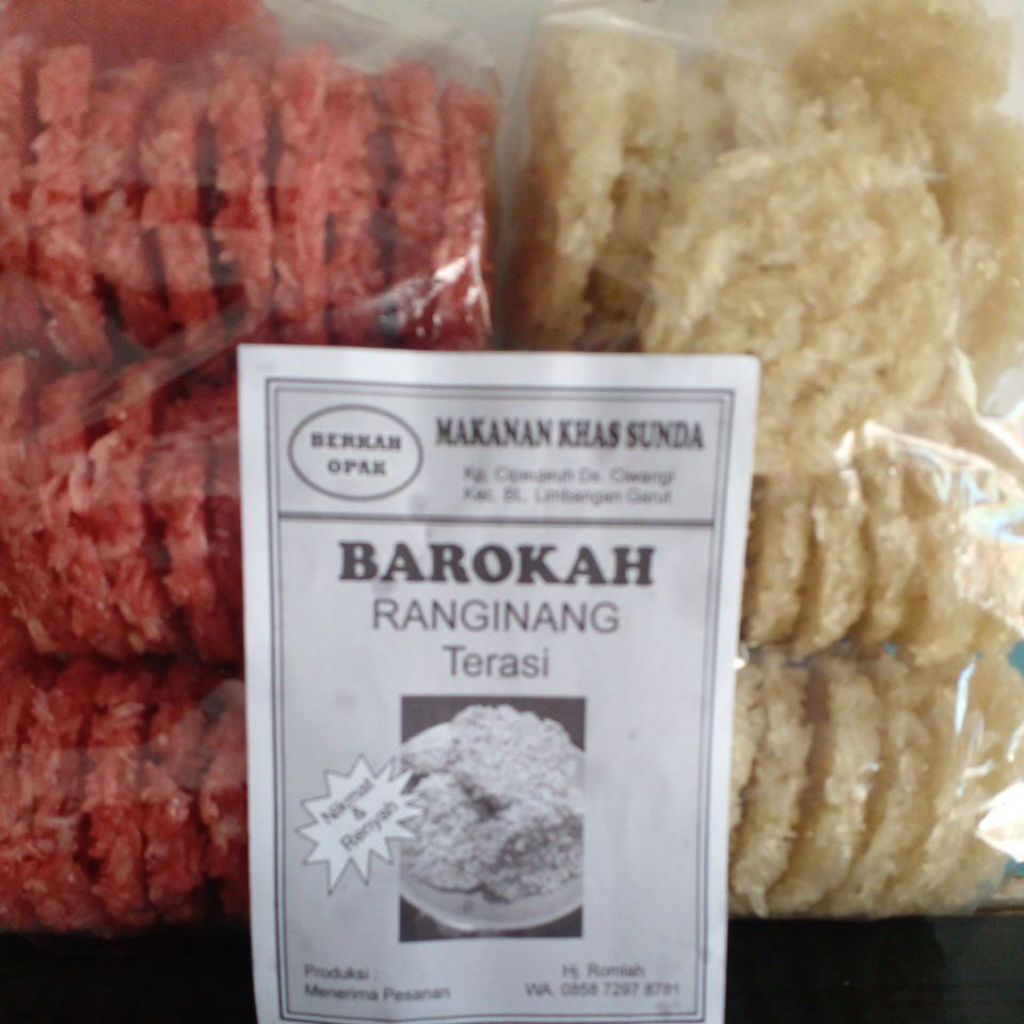 BERKAH
OPAK
MAKANAN KHAS SUNDA
Kp. Cipeujeuh Ds. Ciwangi
Kec. BL. Limbangan Garut
BAROKAH
RANGINANG
Terasi
Nikmat
&
Renyah
Produksi :
Menerima Pesanan
Hj. Romlah
WA. 0858 7297 8791